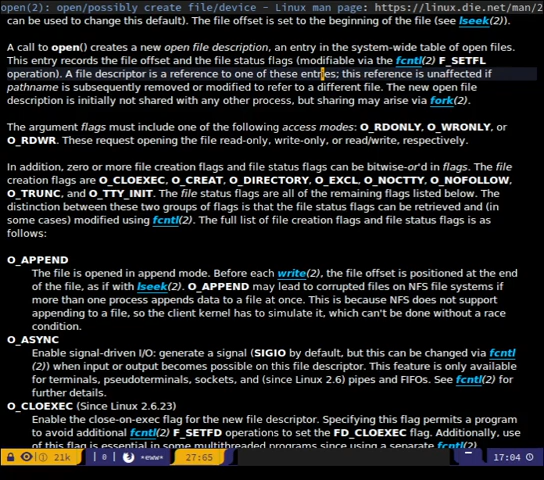 open(2): open/possibly create file/device - Linux man page: https://linux.die.net/man/2
can be used to change this default). The file offset is set to the beginning of the file (see lseek(2)).
A call to open() creates a new open file description, an entry in the system-wide table of open files.
This entry records the file offset and the file status flags (modifiable via the fcntl(2) F_SETFL
operation). A file descriptor is a reference to one of these entries; this reference is unaffected if
pathname is subsequently removed or modified to refer to a different file. The new open file
description is initially not shared with any other process, but sharing may arise via fork(2).
The argument flags must include one of the following access modes: O_RDONLY, O_WRONLY, or
O_RDWR. These request opening the file read-only, write-only, or read/write, respectively.
In addition, zero or more file creation flags and file status flags can be bitwise-or'd in flags. The file
creation flags are O_CLOEXEC, O_CREAT, O_DIRECTORY, O_EXCL, O_NOCTTY, O_NOFOLLOW,
O_TRUNC, and O_TTY_INIT. The file status flags are all of the remaining flags listed below. The
distinction between these two groups of flags is that the file status flags can be retrieved and (in
some cases) modified using fcntl(2). The full list of file creation flags and file status flags is as
follows:
O_APPEND
The file is opened in append mode. Before each write(2), the file offset is positioned at the end
of the file, as if with lseek(2). O_APPEND may lead to corrupted files on NFS file systems if
more than one process appends data to a file at once. This is because NFS does not support
appending to a file, so the client kernel has to simulate it, which can't be done without a race
condition.
O_ASYNC
Enable signal-driven I/O: generate a signal (SIGIO by default, but this can be changed via fcntl
(2)) when input or output becomes possible on this file descriptor. This feature is only available
for terminals, pseudoterminals, sockets, and (since Linux 2.6) pipes and FIFOs. See fcntl(2) for
further details.
O_CLOEXEC (Since Linux 2.6.23)
Enable the close-on-exec flag for the new file descriptor. Specifying this flag permits a program
to avoid additional fcntl(2) F_SETFD operations to set the FD_CLOEXEC flag. Additionally, use
of this flag is essential in some multithreaded programs since using a separate fcntl(2)
21k | 0 *eww* 27:65 17:04